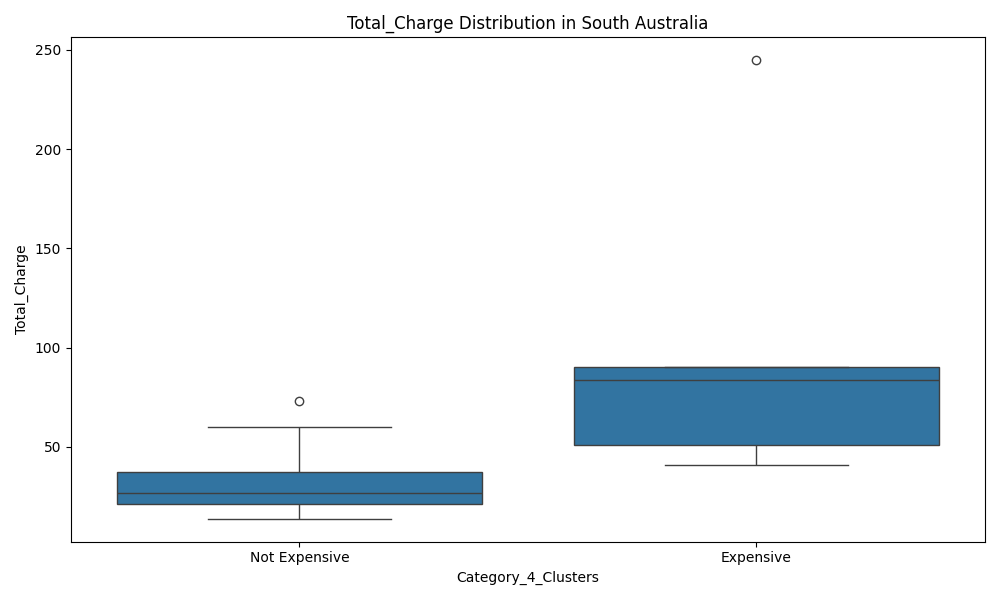 Total_Charge Distribution in South Australia
250
200
150
100
50
Total_Charge
Not Expensive
Expensive
Category_4_Clusters